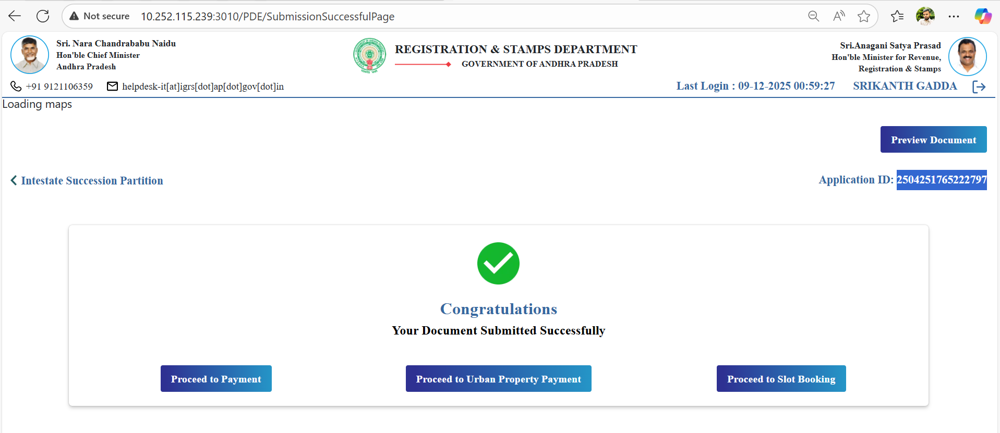 Not secure 10.252.115.239:3010/PDE/SubmissionSuccessfulPage
Sri. Nara Chandrababu Naidu
Hon'ble Chief Minister
Andhra Pradesh
REGISTRATION & STAMPS DEPARTMENT
GOVERNMENT OF ANDHRA PRADESH
Sri.Anagani Satya Prasad
Hon'ble Minister for Revenue,
Registration & Stamps
+91 9121106359 helpdesk-it[at]igrs[dot]ap[dot]gov[dot]in
Last Login : 09-12-2025 00:59:27 SRIKANTH GADDA
Loading maps
Preview Document
Intestate Succession Partition
Application ID: 2504251765222797
Congratulations
Your Document Submitted Successfully
Proceed to Payment
Proceed to Urban Property Payment
Proceed to Slot Booking